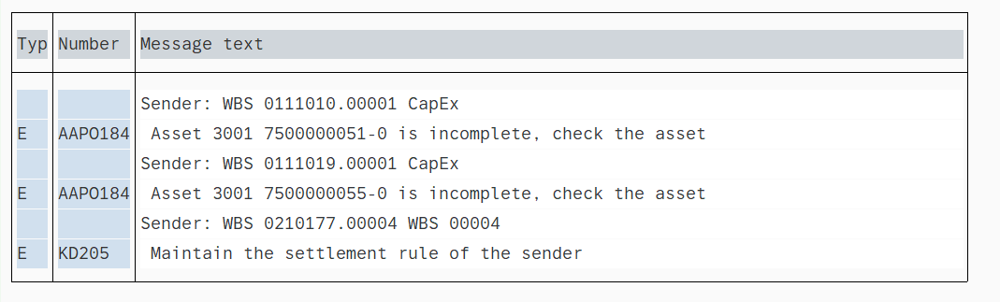 Typ Number Message text
Sender: WBS 0111010.00001 CapEx
E AAPO184 Asset 3001 7500000051-0 is incomplete, check the asset
Sender: WBS 0111019.00001 CapEx
E AAPO184 Asset 3001 7500000055-0 is incomplete, check the asset
Sender: WBS 0210177.00004 WBS 00004
E KD205 Maintain the settlement rule of the sender